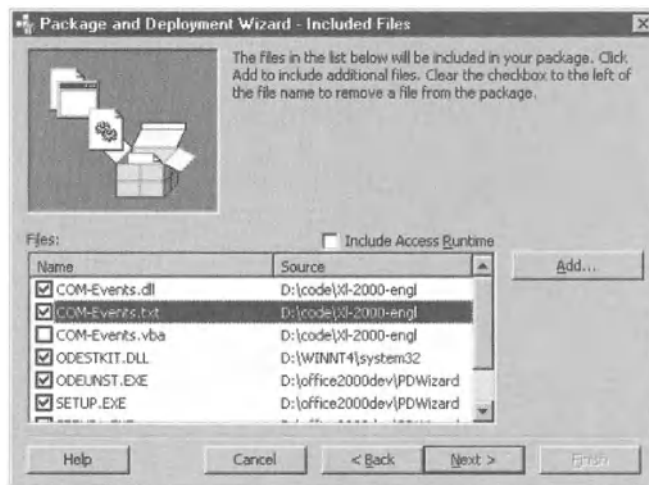 Package and Deployment Wizard - Included Files
The files in the list below will be included in your package. Click
Add to include additional files. Clear the checkbox to the left of
the file name to remove a file from the package.
Files:
Include Access Runtime
Name Source
COM-Events.dll D:\code\Xl-2000-engl
COM-Events.txt D:\code\Xl-2000-engl
COM-Events.vba D:\code\Xl-2000-engl
ODESTKIT.DLL D:\WINNT4\system32
ODEUNST.EXE D:\office2000dev\PDWizard
SETUP.EXE D:\office2000dev\PDWizard
Add...
Help Cancel < Back Next > Finish